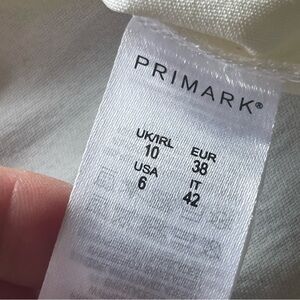 PRIMARK®
UK/IRL EUR
10 38
USA IT
6 42